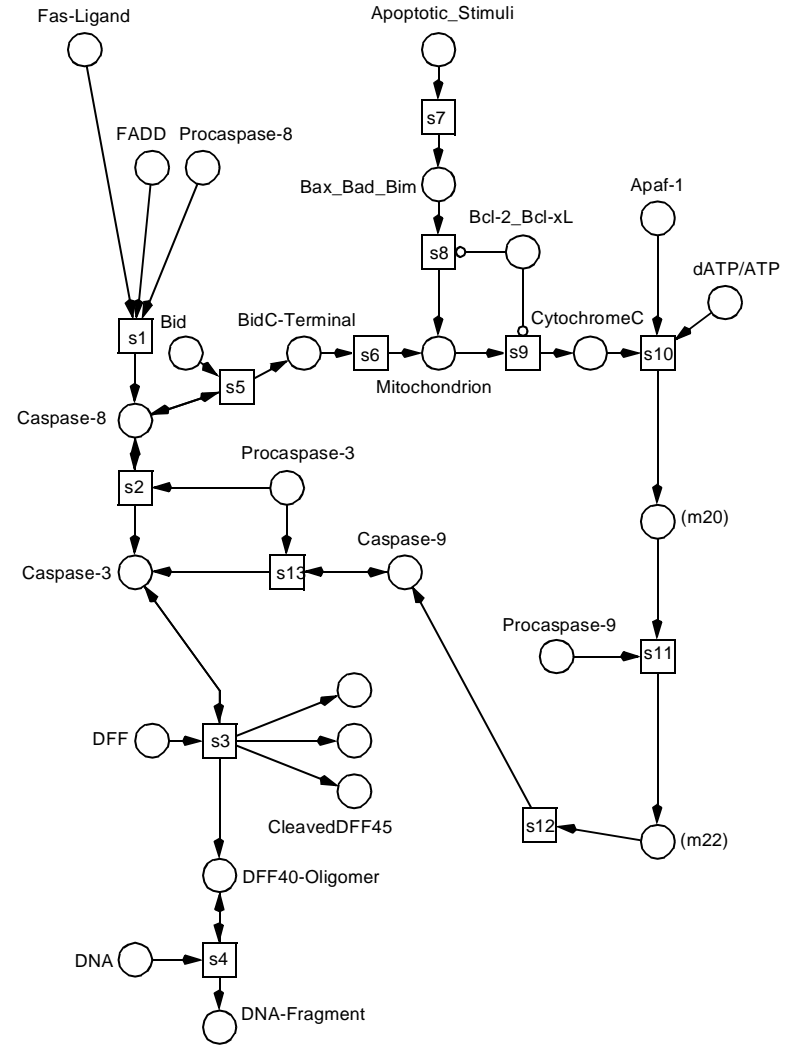 Fas-Ligand
Apoptotic_Stimuli
s7
FADD
Procaspase-8
Bax_Bad_Bim
Apaf-1
Bcl-2_Bcl-xL
s8
dATP/ATP
s1
Bid
BidC-Terminal
CytochromeC
s6
s9
s10
Mitochondrion
s5
Caspase-8
Procaspase-3
s2
(m20)
Caspase-9
Caspase-3
s13
Procaspase-9
s11
DFF
s3
CleavedDFF45
s12
(m22)
DFF40-Oligomer
DNA
s4
DNA-Fragment